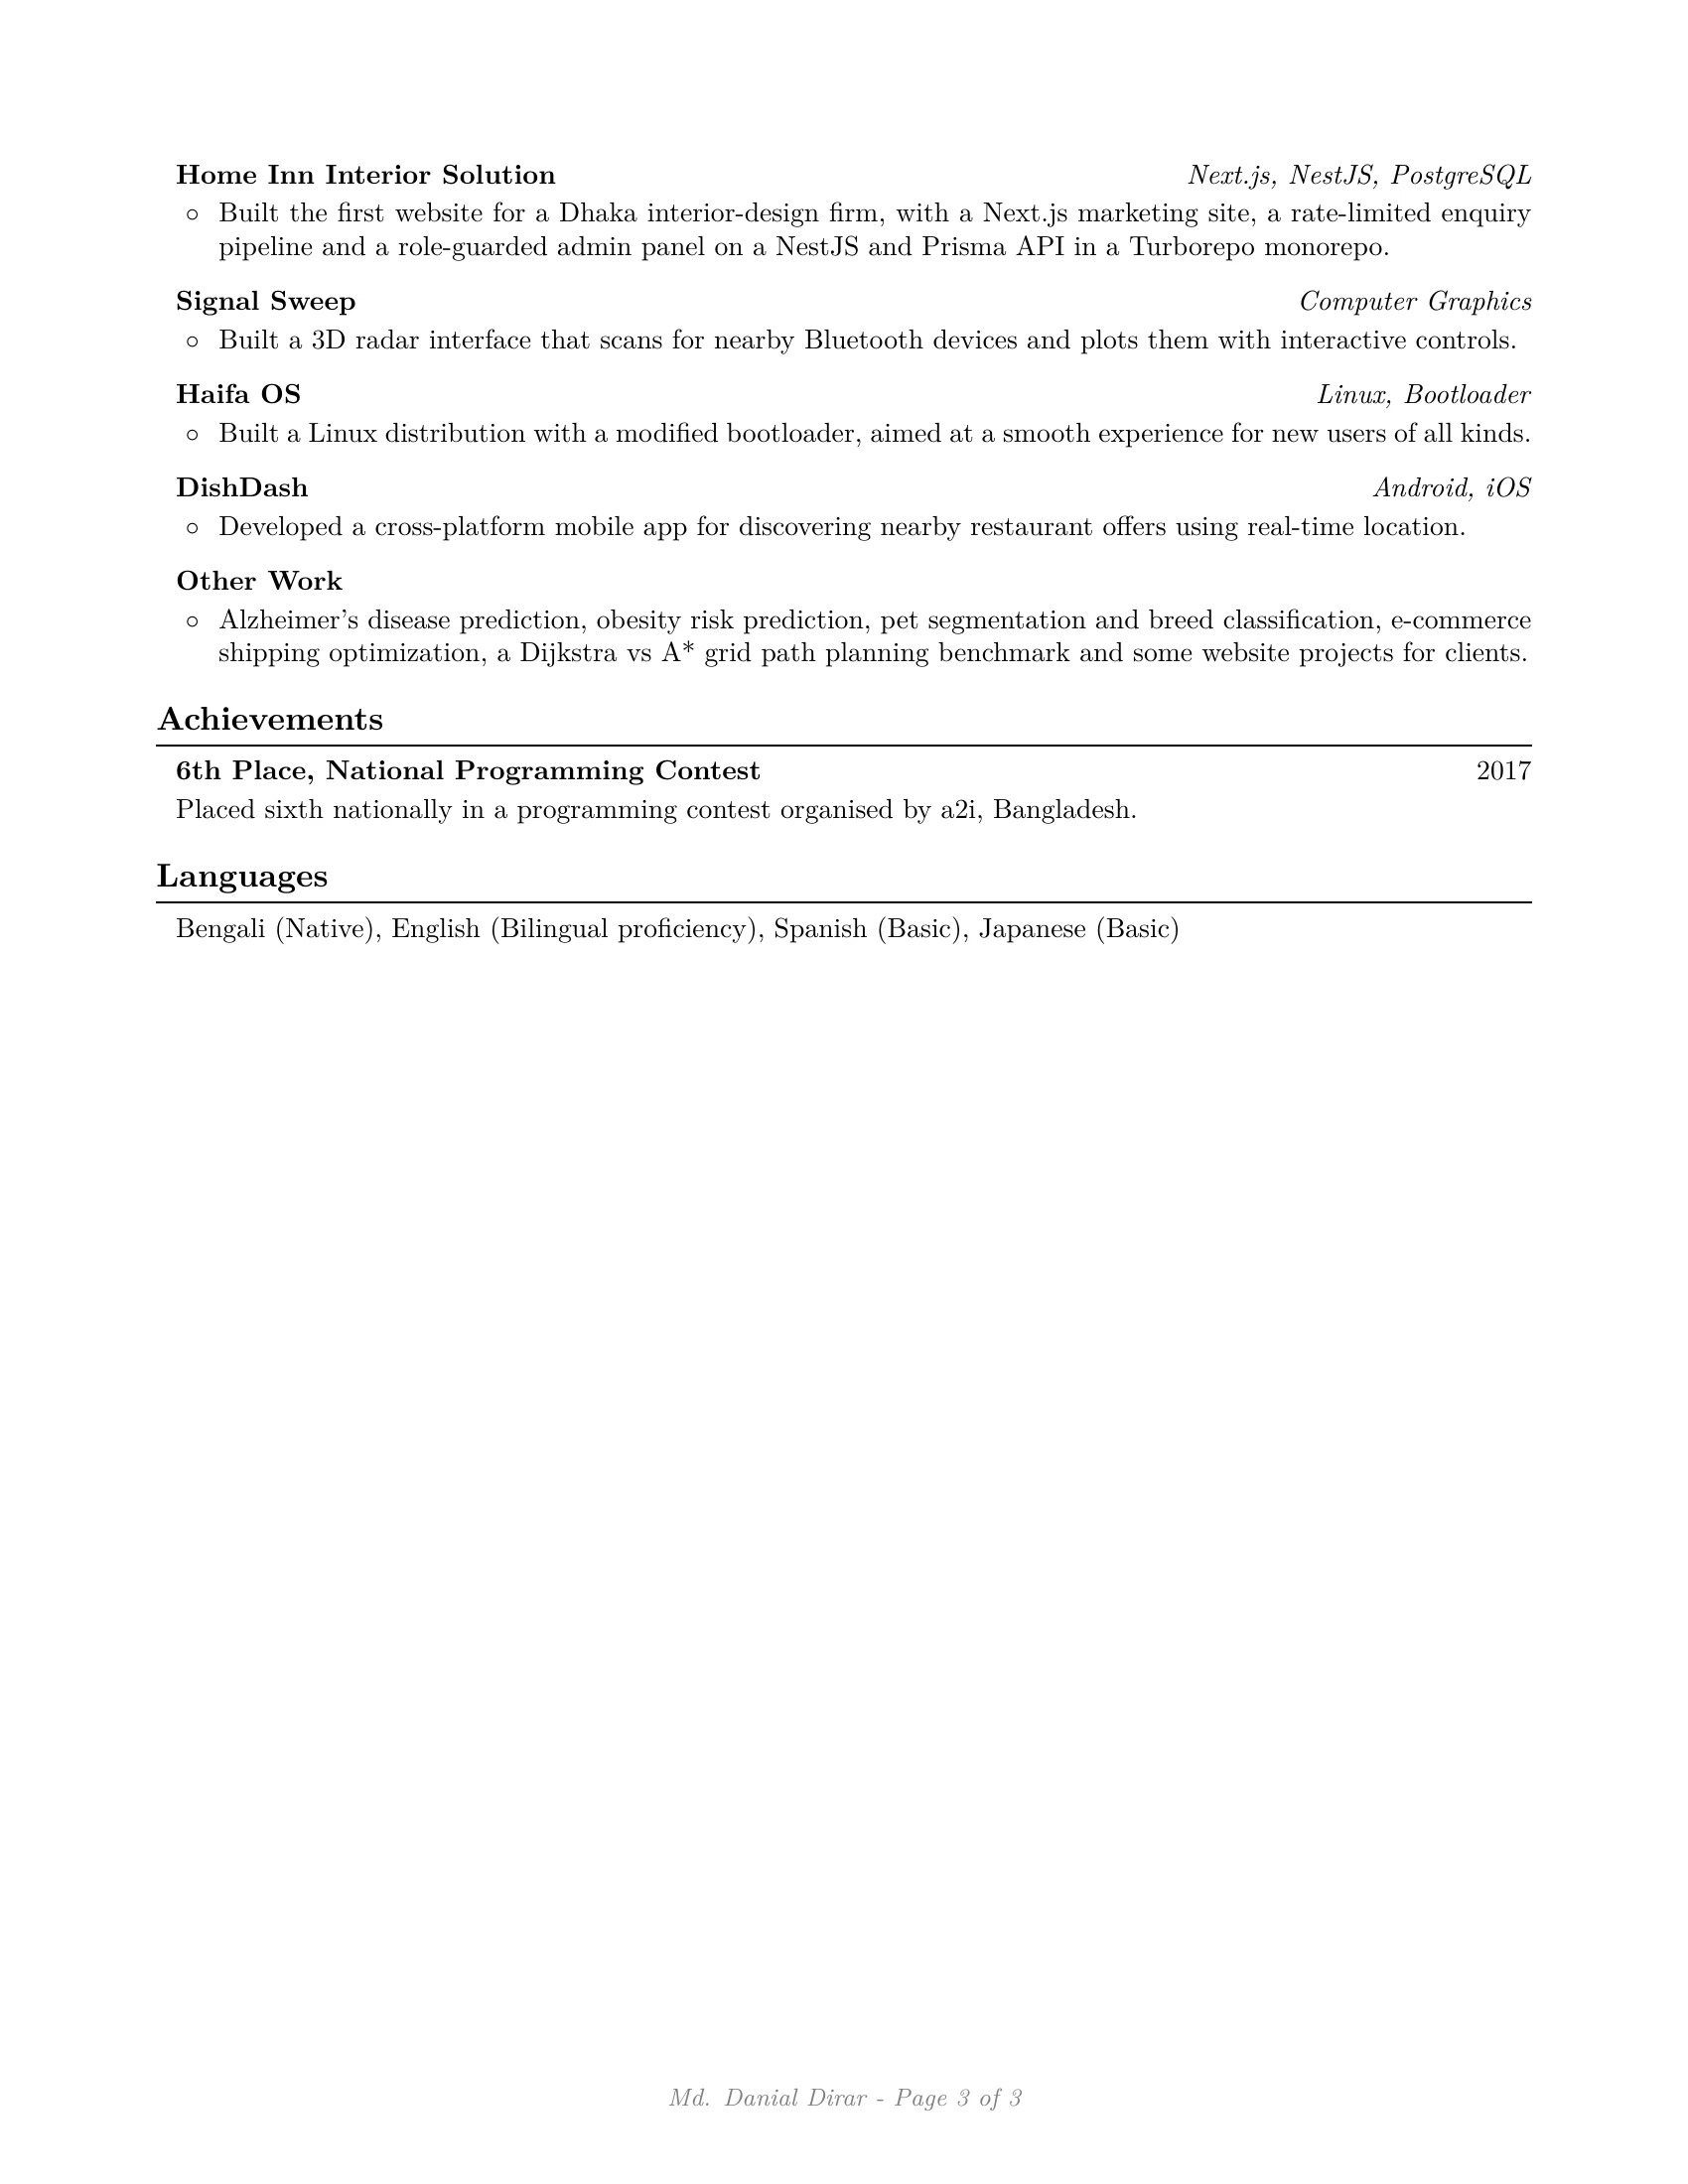 Home Inn Interior Solution Next.js, NestJS, PostgreSQL
○ Built the first website for a Dhaka interior-design firm, with a Next.js marketing site, a rate-limited enquiry
pipeline and a role-guarded admin panel on a NestJS and Prisma API in a Turborepo monorepo.
Signal Sweep Computer Graphics
○ Built a 3D radar interface that scans for nearby Bluetooth devices and plots them with interactive controls.
Haifa OS Linux, Bootloader
○ Built a Linux distribution with a modified bootloader, aimed at a smooth experience for new users of all kinds.
DishDash Android, iOS
○ Developed a cross-platform mobile app for discovering nearby restaurant offers using real-time location.
Other Work
○ Alzheimer's disease prediction, obesity risk prediction, pet segmentation and breed classification, e-commerce
shipping optimization, a Dijkstra vs A* grid path planning benchmark and some website projects for clients.
Achievements
6th Place, National Programming Contest 2017
Placed sixth nationally in a programming contest organised by a2i, Bangladesh.
Languages
Bengali (Native), English (Bilingual proficiency), Spanish (Basic), Japanese (Basic)
Md. Danial Dirar - Page 3 of 3